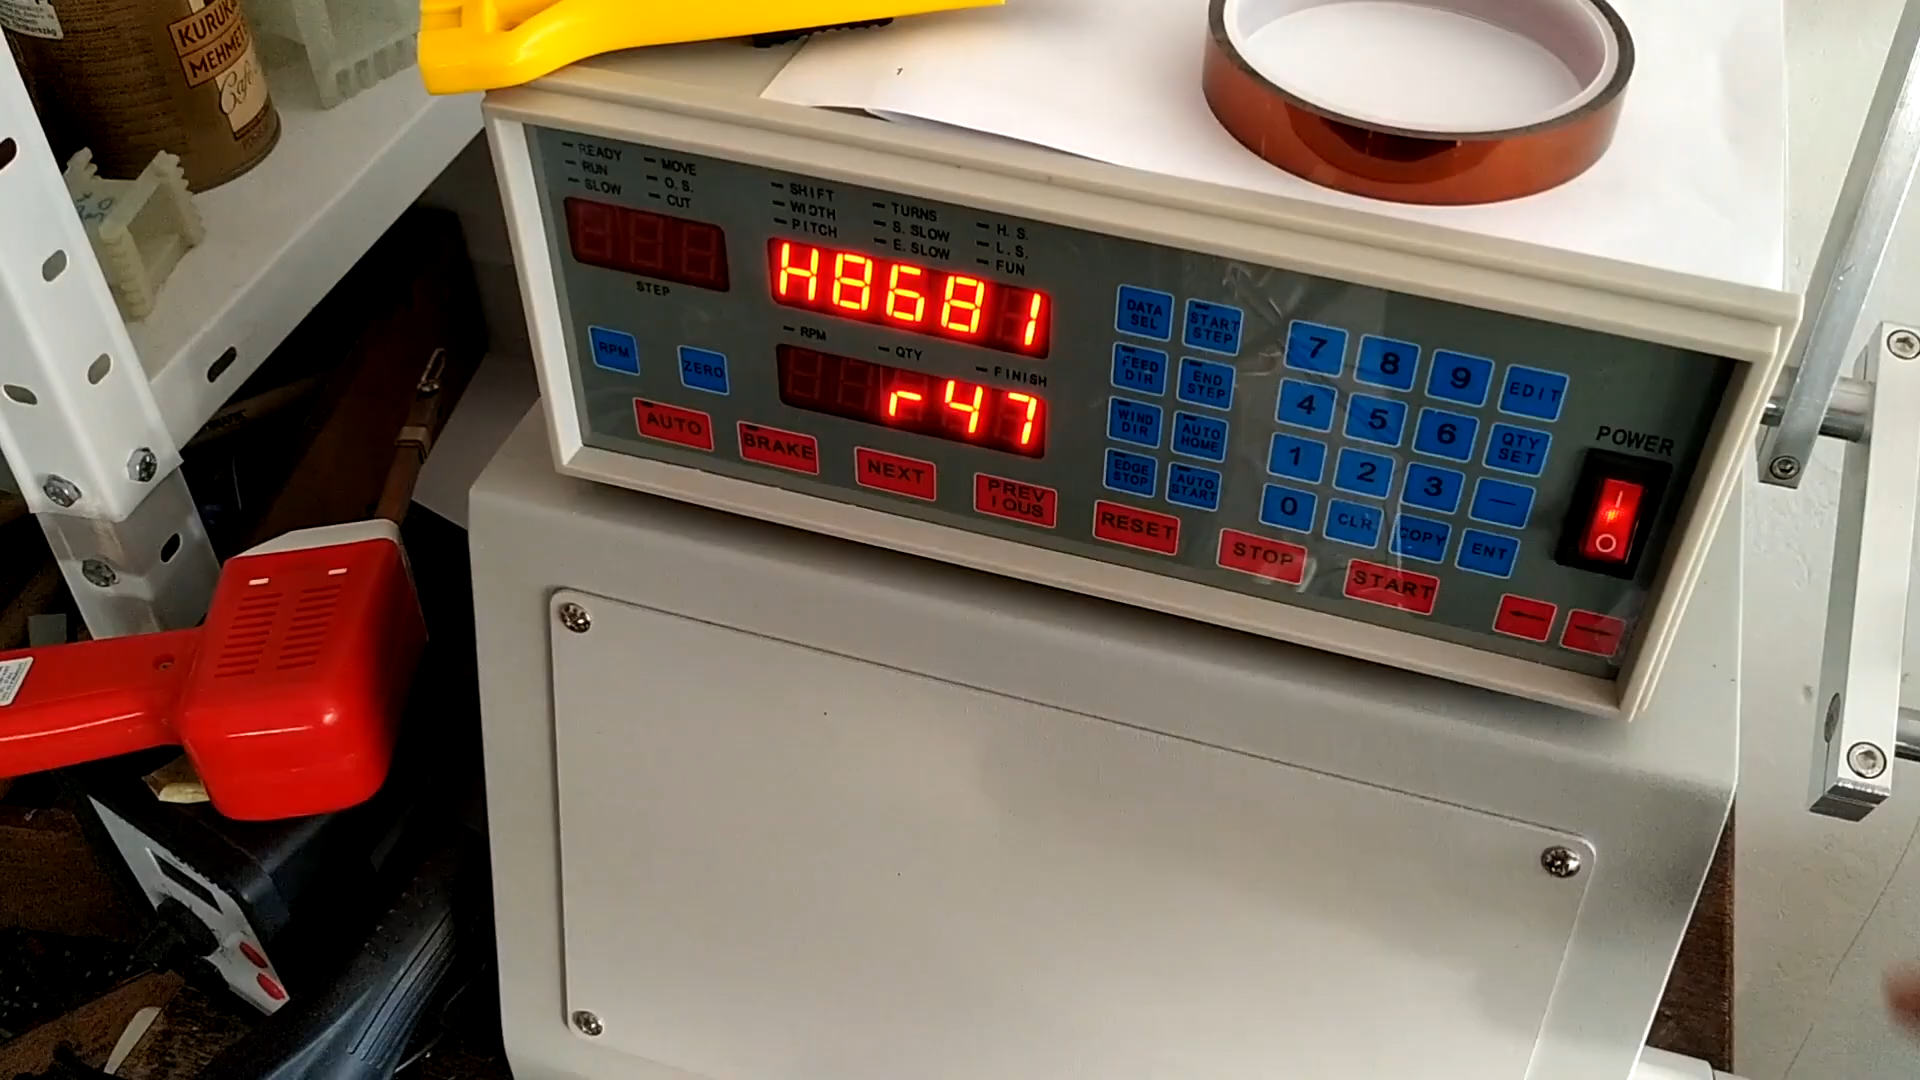 KURUKA
MEHMET
Café
READY
RUN
SLOW
MOVE
O. S.
CUT
SHIFT
WIDTH
PITCH
TURNS
S. SLOW
E. SLOW
H. S.
L. S.
FUN
STEP
H8681
RPM
QTY
FINISH
r47
RPM
ZERO
AUTO
BRAKE
NEXT
PREV
IOUS
RESET
STOP
START
DATA
SEL
START
STEP
FEED
DIR
END
STEP
WIND
DIR
AUTO
HOME
EDGE
STOP
AUTO
START
7 8 9 EDIT
4 5 6 QTY
SET
1 2 3 —
0 CLR COPY ENT
POWER
I
O
← →